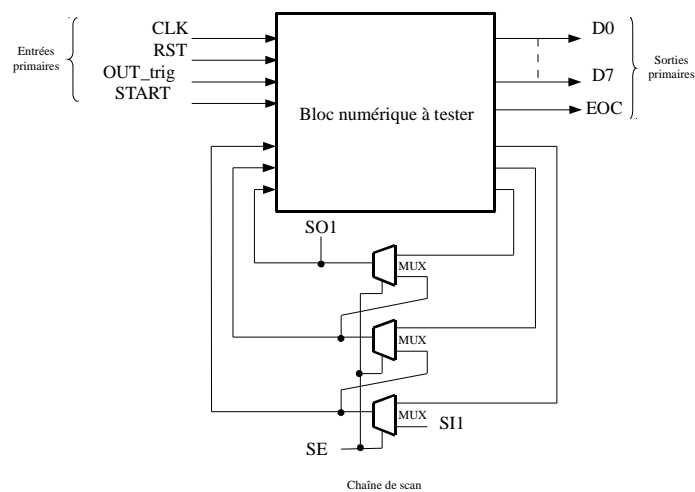 Entrées
primaires
CLK
RST
OUT_trig
START
Bloc numérique à tester
D0
D7
EOC
Sorties
primaires
SO1
MUX
MUX
MUX
SI1
SE
Chaîne de scan